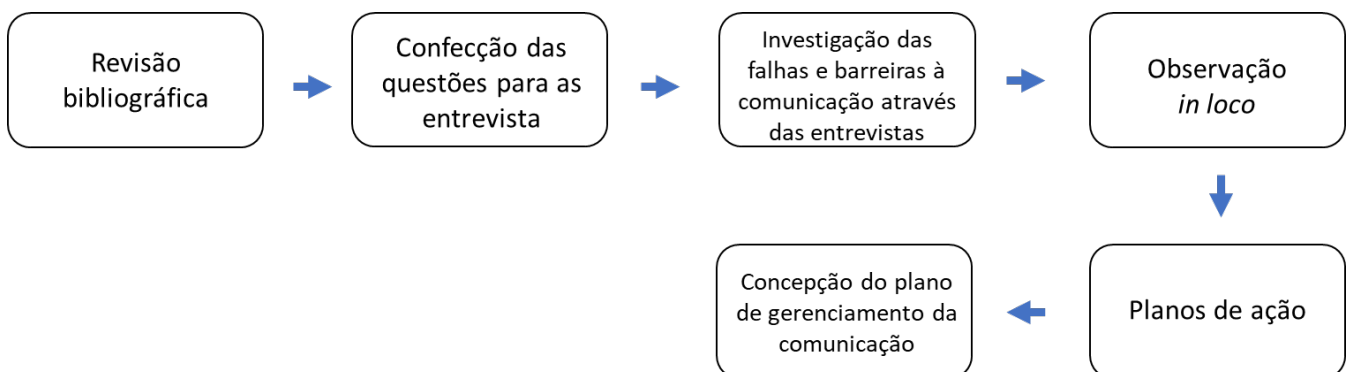 Revisão
bibliográfica
Confecção das
questões para as
entrevista
Investigação das
falhas e barreiras à
comunicação através
das entrevistas
Observação
in loco
Planos de ação
Concepção do plano
de gerenciamento da
comunicação